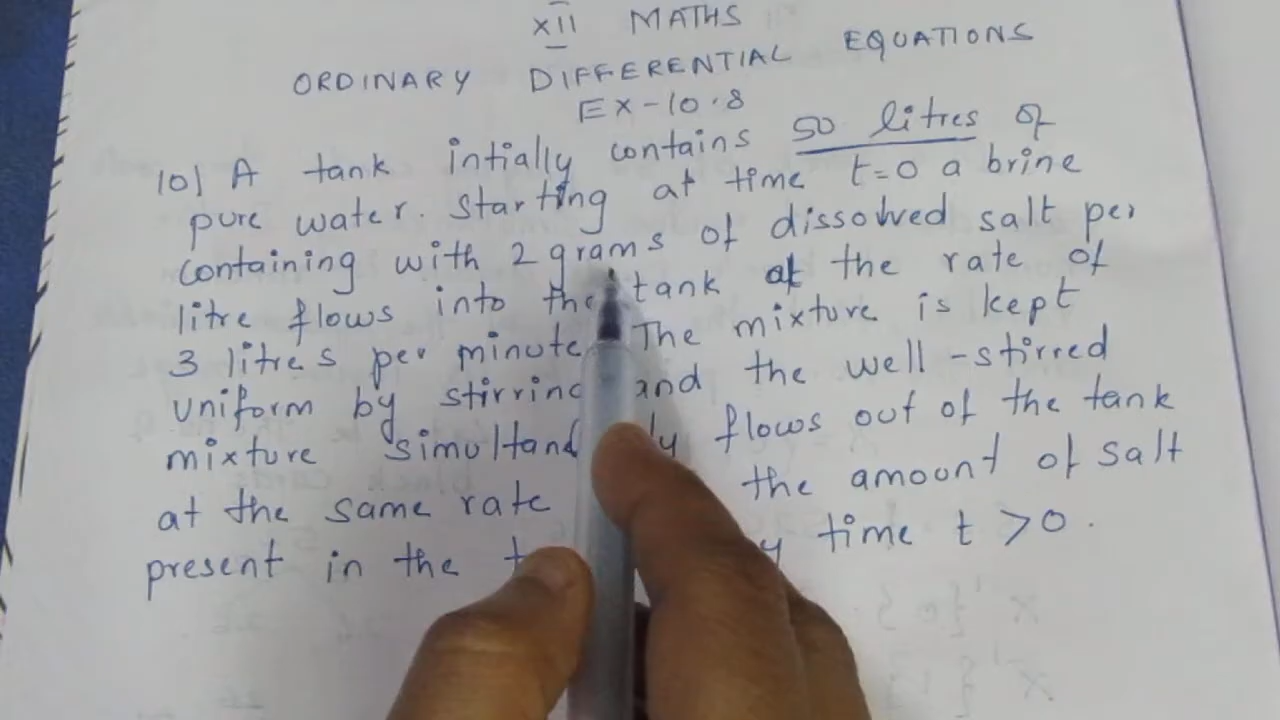 XII MATHS
ORDINARY DIFFERENTIAL EQUATIONS
EX-10.8
10) A tank intially contains 50 litres of
pure water. Starting at time t=0 a brine
containing with 2 grams of dissolved salt per
litre flows into the tank at the rate of
3 litres per minute The mixture is kept
uniform by and the well-stirred
mixture flows out of the tank
at the same rate the amount of salt
present in the time t >0.